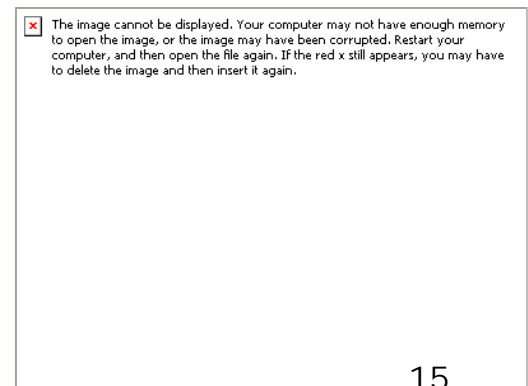 The image cannot be displayed. Your computer may not have enough memory
to open the image, or the image may have been corrupted. Restart your
computer, and then open the file again. If the red x still appears, you may have
to delete the image and then insert it again.
15